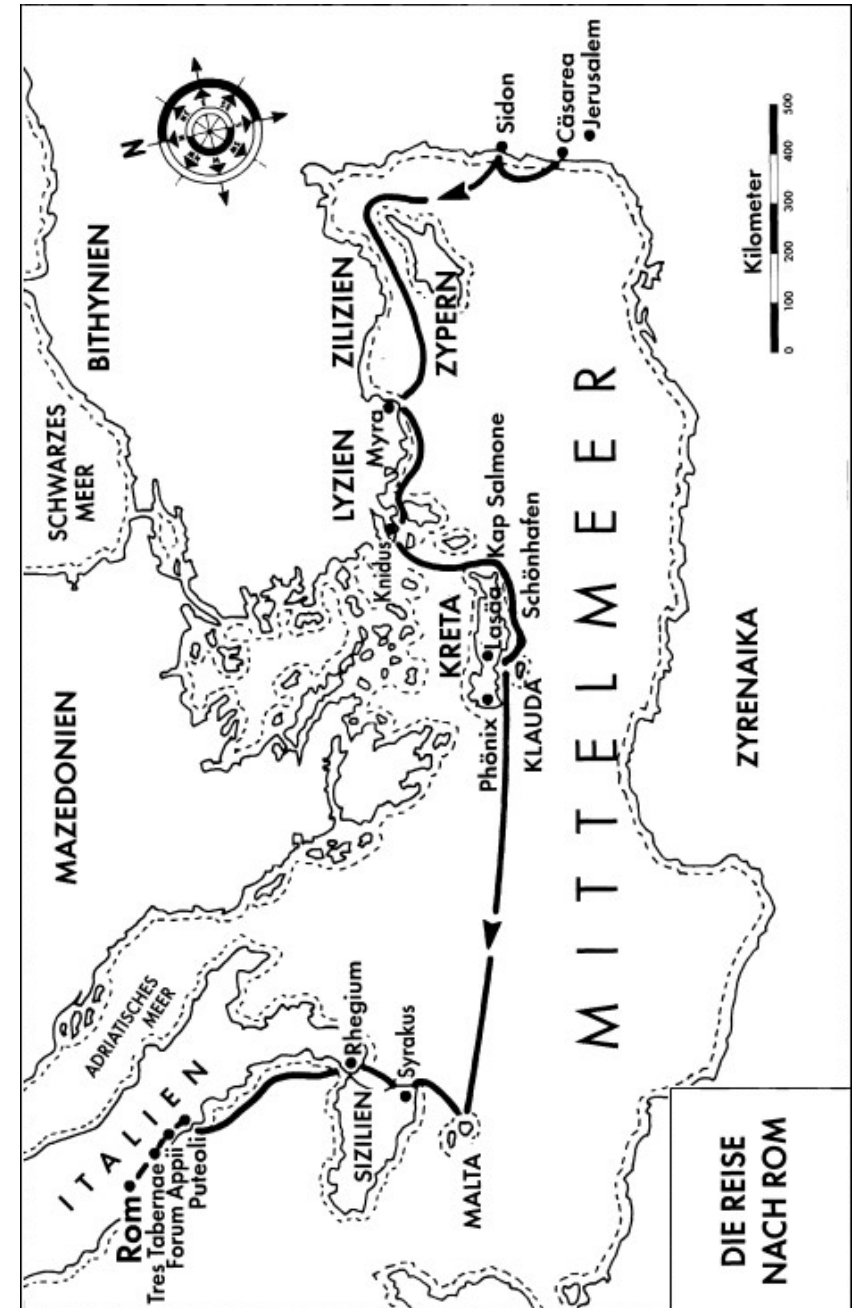 N
BITHYNIEN
SCHWARZES
MEER
MAZEDONIEN
ADRIATISCHES
MEER
ITALIEN
Rom
Tres Tabernae
Forum Appii
Puteoli
Rhegium
SIZILIEN
Syrakus
MALTA
LYZIEN
Myra
Knidus
ZILIZIEN
ZYPERN
Sidon
Cäsarea
Jerusalem
KRETA
Lasäa
Kap Salmone
Schönhafen
Phönix
KLAUDA
MITTELMEER
ZYRENAIKA
Kilometer
0 100 200 300 400 500
DIE REISE
NACH ROM